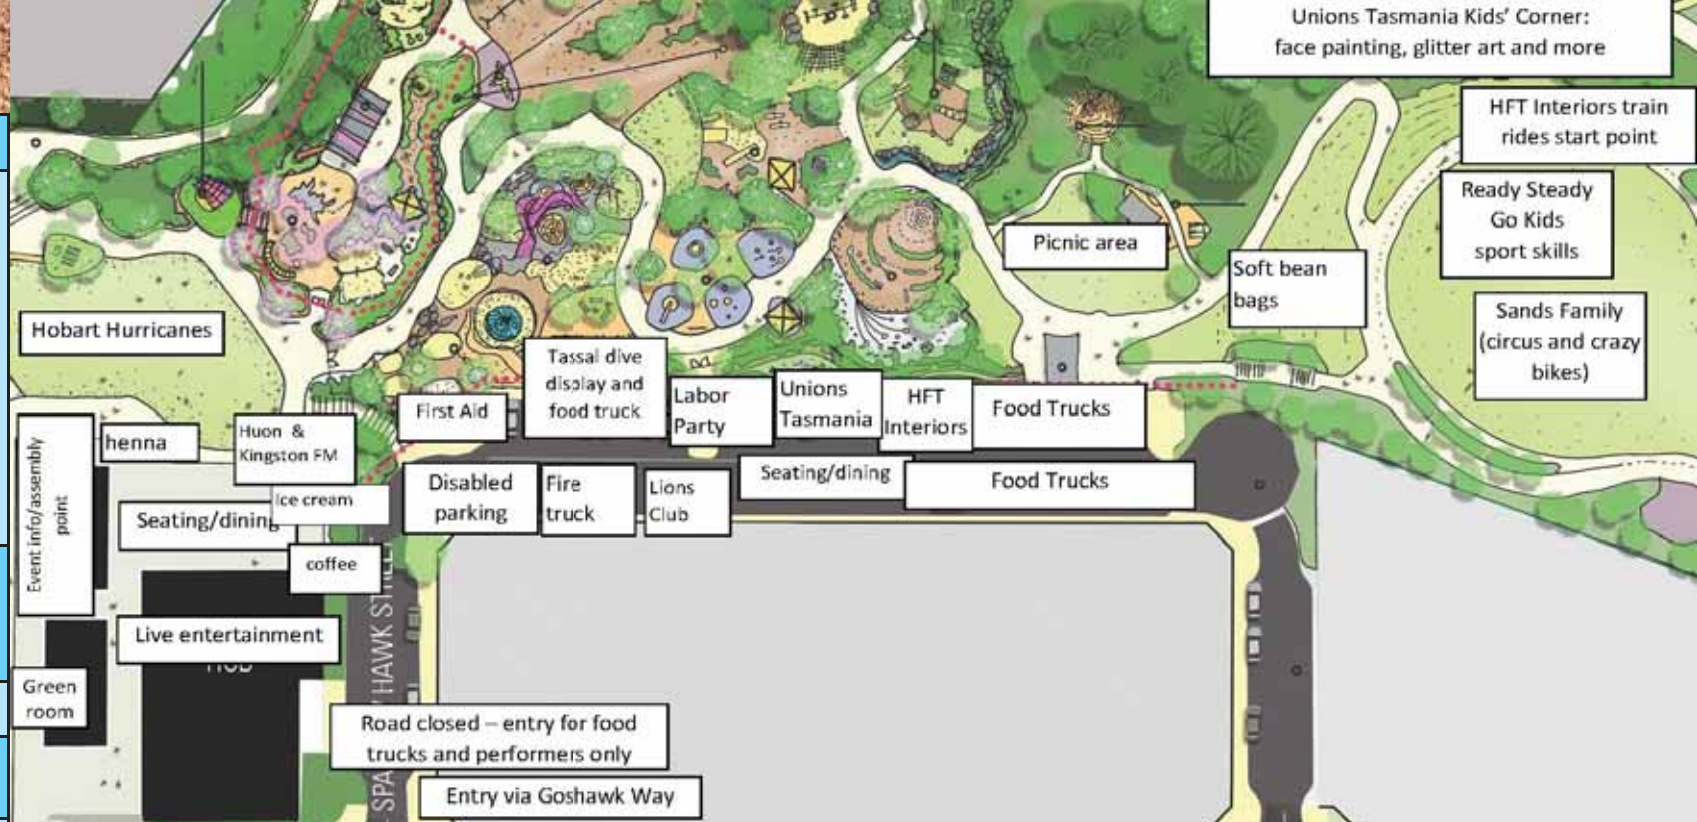 Unions Tasmania Kids' Corner:
face painting, glitter art and more
HFT Interiors train
rides start point
Ready Steady
Go Kids
sport skills
Picnic area
Soft bean
bags
Sands Family
(circus and crazy
bikes)
Hobart Hurricanes
Tassal dive
display and
food truck
First Aid
Labor
Party
Unions
Tasmania
HFT
Interiors
Food Trucks
Event info/assembly
point
henna
Huon &
Kingston FM
Ice cream
Seating/dining
coffee
Disabled
parking
Fire
truck
Lions
Club
Seating/dining
Food Trucks
Live entertainment
HUB
Green
room
Road closed – entry for food
trucks and performers only
Entry via Goshawk Way
HAWK